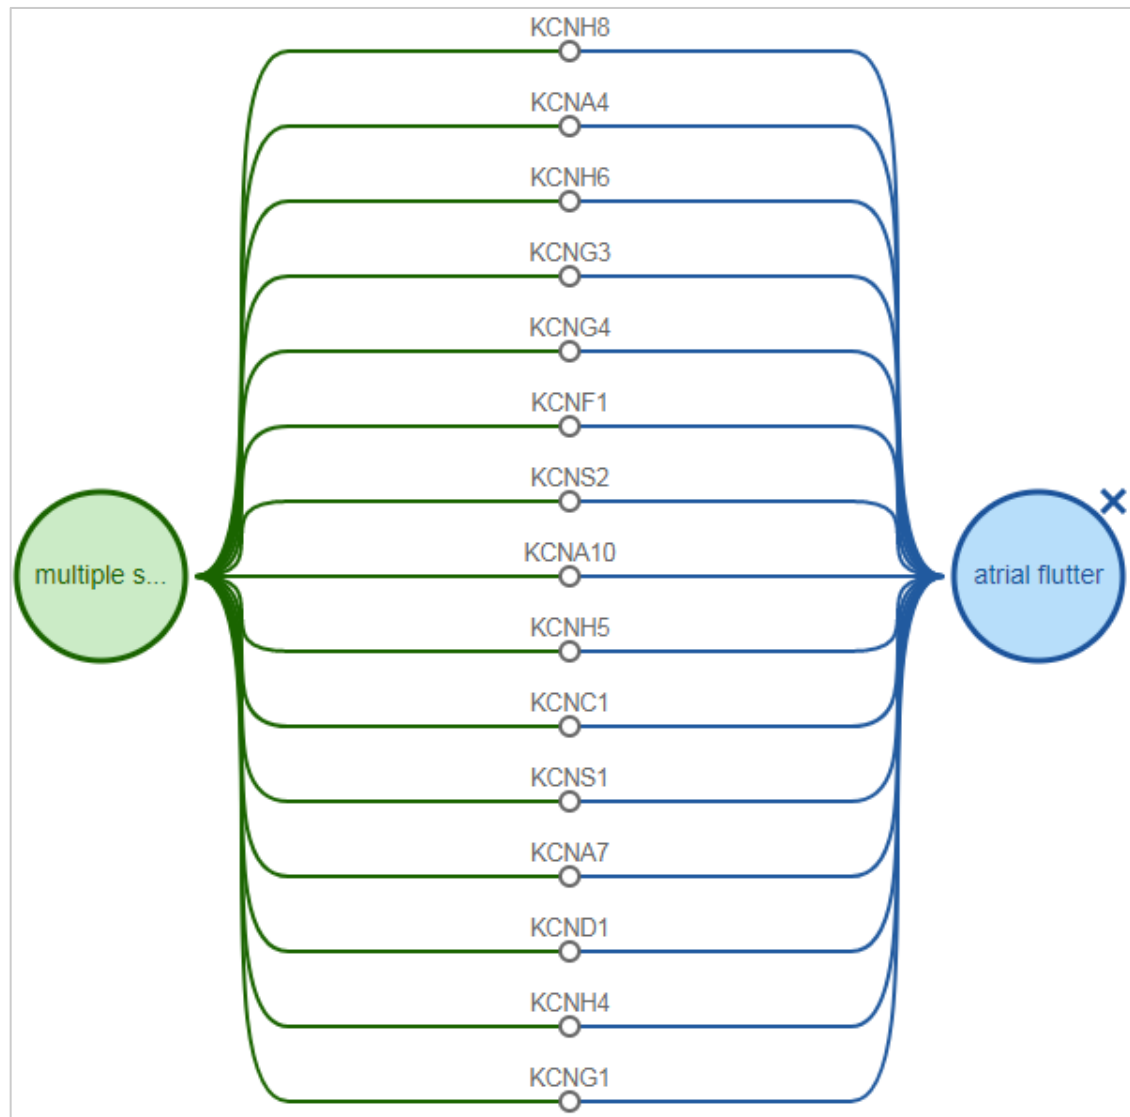 KCNH8
KCNA4
KCNH6
KCNG3
KCNG4
KCNF1
KCNS2
multiple s...
KCNA10
atrial flutter
KCNH5
KCNC1
KCNS1
KCNA7
KCND1
KCNH4
KCNG1